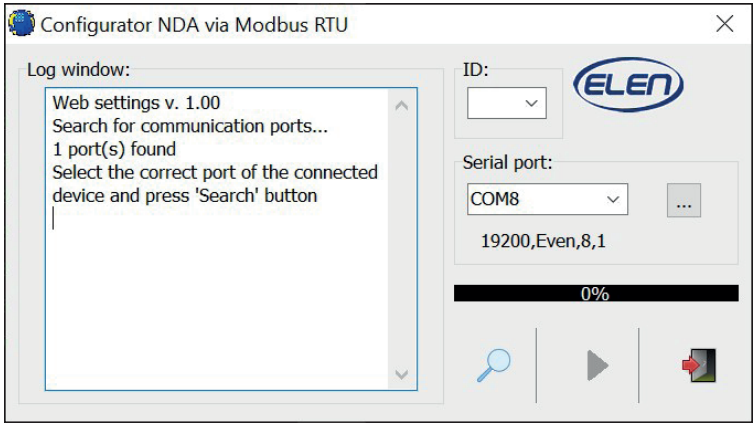 Configurator NDA via Modbus RTU
Log window:
Web settings v. 1.00
Search for communication ports...
1 port(s) found
Select the correct port of the connected
device and press 'Search' button
ID:
ELEN
Serial port:
COM8
...
19200,Even,8,1
0%